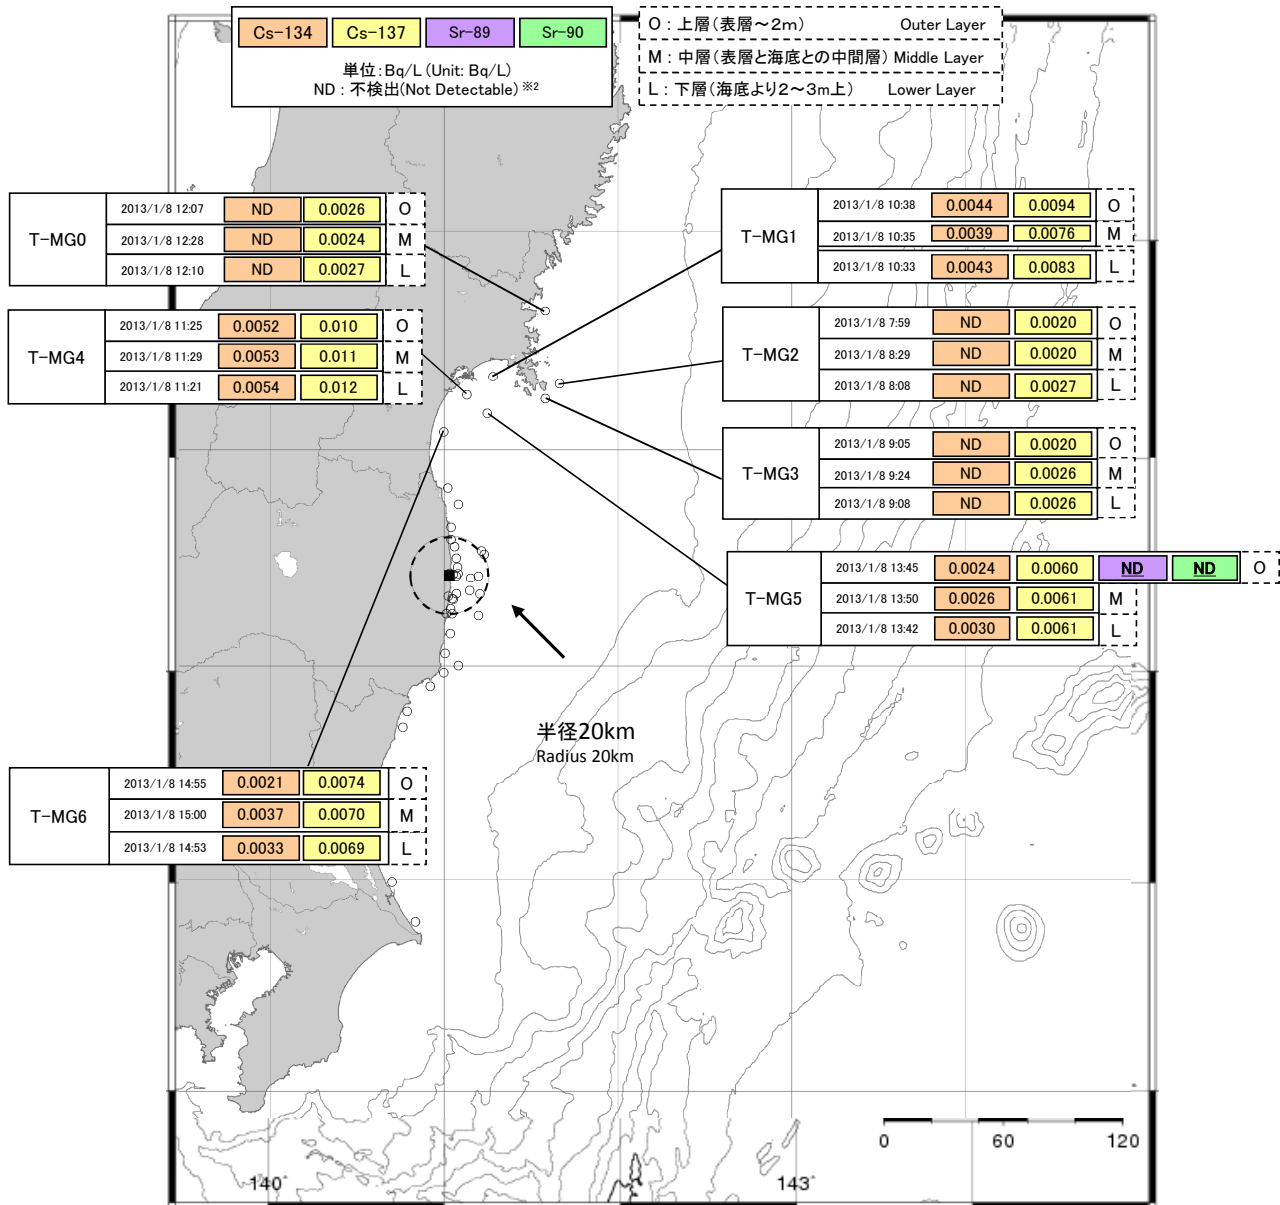 Cs-134 Cs-137 Sr-89 Sr-90
単位:Bq/L (Unit: Bq/L)
ND : 不検出(Not Detectable) ※2
O : 上層(表層～2m) Outer Layer
M : 中層(表層と海底との中間層) Middle Layer
L : 下層(海底より2～3m上) Lower Layer
T-MG0
2013/1/8 12:07 ND 0.0026 O
2013/1/8 12:28 ND 0.0024 M
2013/1/8 12:10 ND 0.0027 L
T-MG1
2013/1/8 10:38 0.0044 0.0094 O
2013/1/8 10:35 0.0039 0.0076 M
2013/1/8 10:33 0.0043 0.0083 L
T-MG4
2013/1/8 11:25 0.0052 0.010 O
2013/1/8 11:29 0.0053 0.011 M
2013/1/8 11:21 0.0054 0.012 L
T-MG2
2013/1/8 7:59 ND 0.0020 O
2013/1/8 8:29 ND 0.0020 M
2013/1/8 8:08 ND 0.0027 L
T-MG3
2013/1/8 9:05 ND 0.0020 O
2013/1/8 9:24 ND 0.0026 M
2013/1/8 9:08 ND 0.0026 L
T-MG5
2013/1/8 13:45 0.0024 0.0060 ND ND O
2013/1/8 13:50 0.0026 0.0061 M
2013/1/8 13:42 0.0030 0.0061 L
半径20km
Radius 20km
T-MG6
2013/1/8 14:55 0.0021 0.0074 O
2013/1/8 15:00 0.0037 0.0070 M
2013/1/8 14:53 0.0033 0.0069 L
0 60 120
140° 143°